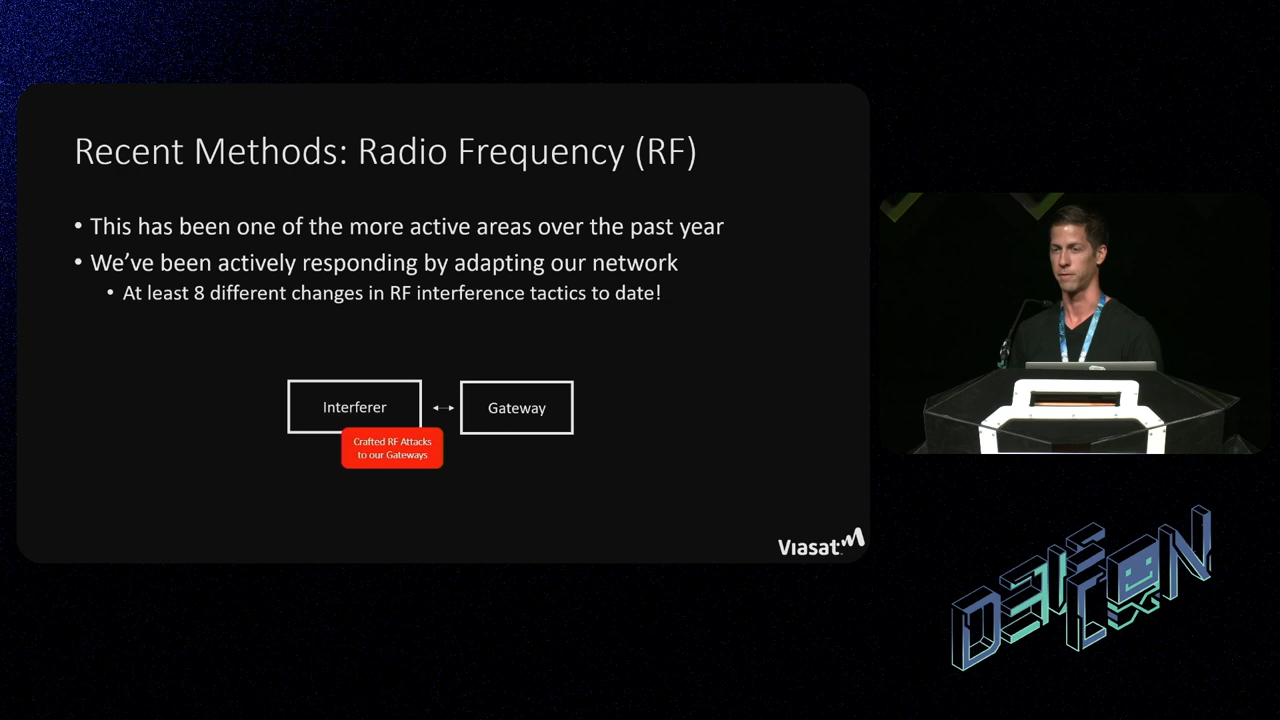 Recent Methods: Radio Frequency (RF)
• This has been one of the more active areas over the past year
• We’ve been actively responding by adapting our network
• At least 8 different changes in RF interference tactics to date!
Interferer
Gateway
Crafted RF Attacks
to our Gateways
Viasat
DEF CON